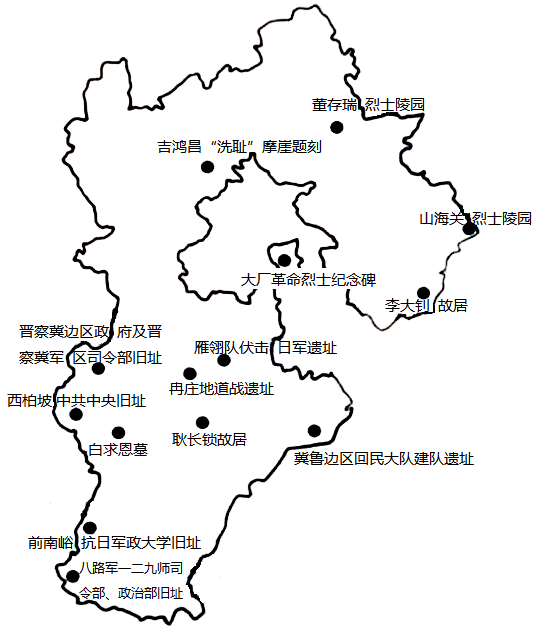 董存瑞 烈士陵园
吉鸿昌“洗耻”摩崖题刻
山海关 烈士陵园
大厂革命烈士纪念碑
李大钊 故居
晋察冀边区政 府及晋
察冀军 区司令部旧址
雁翎队伏击 日军遗址
冉庄地道战遗址
西柏坡 中共中央旧址
白求恩墓
耿长锁故居
冀鲁边区回民大队建队遗址
前南峪 抗日军政大学旧址
八路军一二九师司
令部、政治部旧址